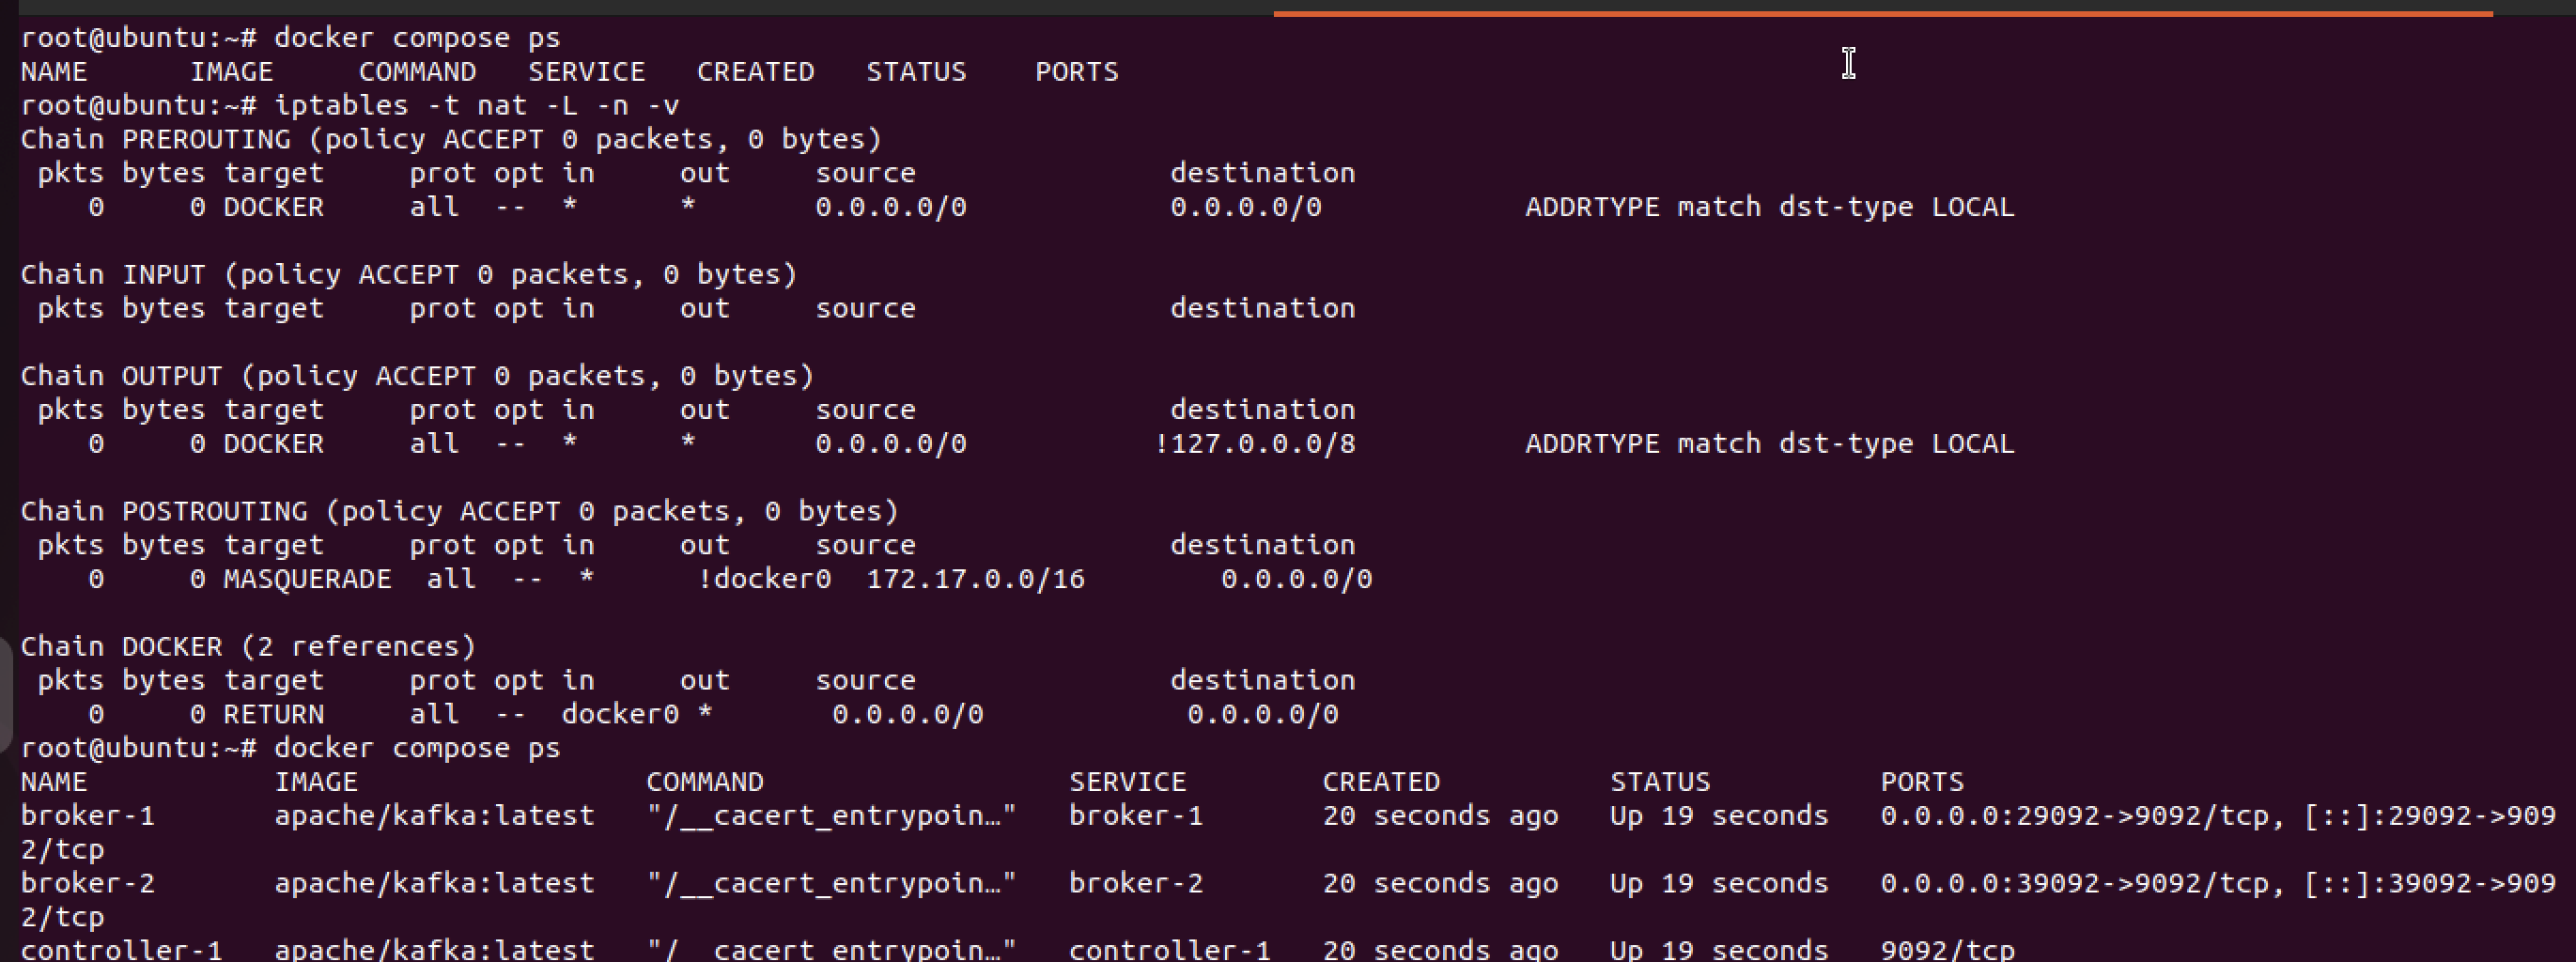 root@ubuntu:~# docker compose ps
NAME      IMAGE     COMMAND   SERVICE   CREATED   STATUS    PORTS
root@ubuntu:~# iptables -t nat -L -n -v
Chain PREROUTING (policy ACCEPT 0 packets, 0 bytes)
 pkts bytes target     prot opt in     out     source               destination
    0     0 DOCKER     all  --  *      *       0.0.0.0/0            0.0.0.0/0            ADDRTYPE match dst-type LOCAL

Chain INPUT (policy ACCEPT 0 packets, 0 bytes)
 pkts bytes target     prot opt in     out     source               destination

Chain OUTPUT (policy ACCEPT 0 packets, 0 bytes)
 pkts bytes target     prot opt in     out     source               destination
    0     0 DOCKER     all  --  *      *       0.0.0.0/0           !127.0.0.0/8          ADDRTYPE match dst-type LOCAL

Chain POSTROUTING (policy ACCEPT 0 packets, 0 bytes)
 pkts bytes target     prot opt in     out     source               destination
    0     0 MASQUERADE  all  --  *      !docker0  172.17.0.0/16        0.0.0.0/0

Chain DOCKER (2 references)
 pkts bytes target     prot opt in     out     source               destination
    0     0 RETURN     all  --  docker0 *       0.0.0.0/0            0.0.0.0/0
root@ubuntu:~# docker compose ps
NAME           IMAGE                 COMMAND                  SERVICE        CREATED          STATUS          PORTS
broker-1       apache/kafka:latest   "/__cacert_entrypoin…"   broker-1       20 seconds ago   Up 19 seconds   0.0.0.0:29092->9092/tcp, [::]:29092->909
2/tcp
broker-2       apache/kafka:latest   "/__cacert_entrypoin…"   broker-2       20 seconds ago   Up 19 seconds   0.0.0.0:39092->9092/tcp, [::]:39092->909
2/tcp
controller-1   apache/kafka:latest   "/__cacert_entrypoin…"   controller-1   20 seconds ago   Up 19 seconds   9092/tcp